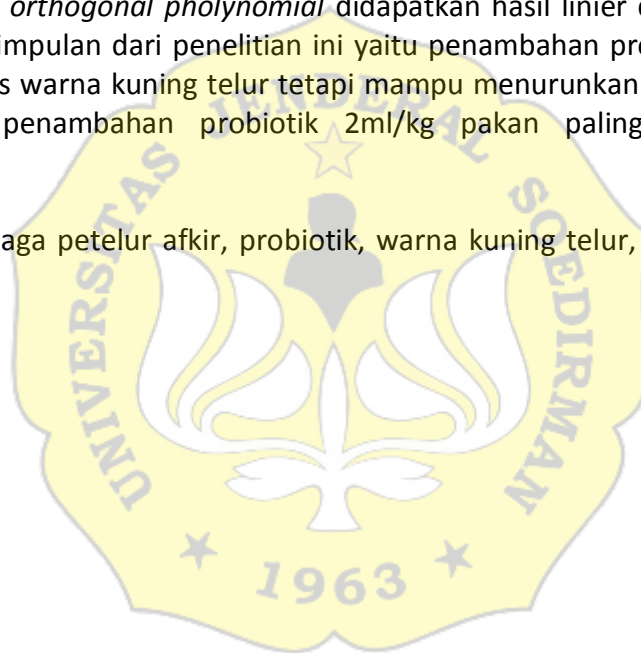 orthogonal pholynomial didapatkan hasil linier
impulan dari penelitian ini yaitu penambahan pr
s warna kuning telur tetapi mampu menurunkan
penambahan probiotik 2ml/kg pakan paling
aga petelur afkir, probiotik, warna kuning telur,
UNIVERSITAS JENDERAL SOEDIRMAN
1963